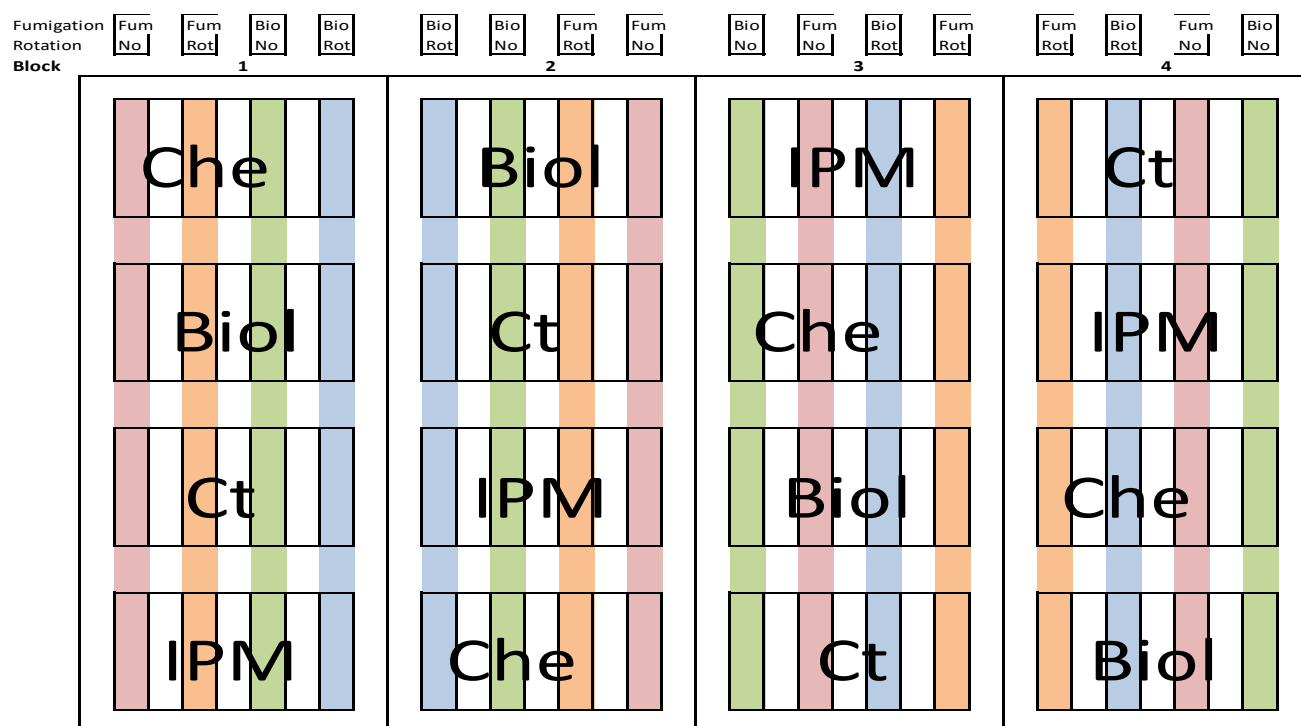 Fumigation Fum Fum Bio Bio Bio Bio Fum Fum Bio Fum Bio Fum Fum Bio Fum Bio
Rotation No Rot No Rot Rot No Rot No No No Rot Rot Rot Rot No No
Block 1 2 3 4
Che Biol IPM Ct
Biol Ct Che IPM
Ct IPM Biol Che
IPM Che Ct Biol